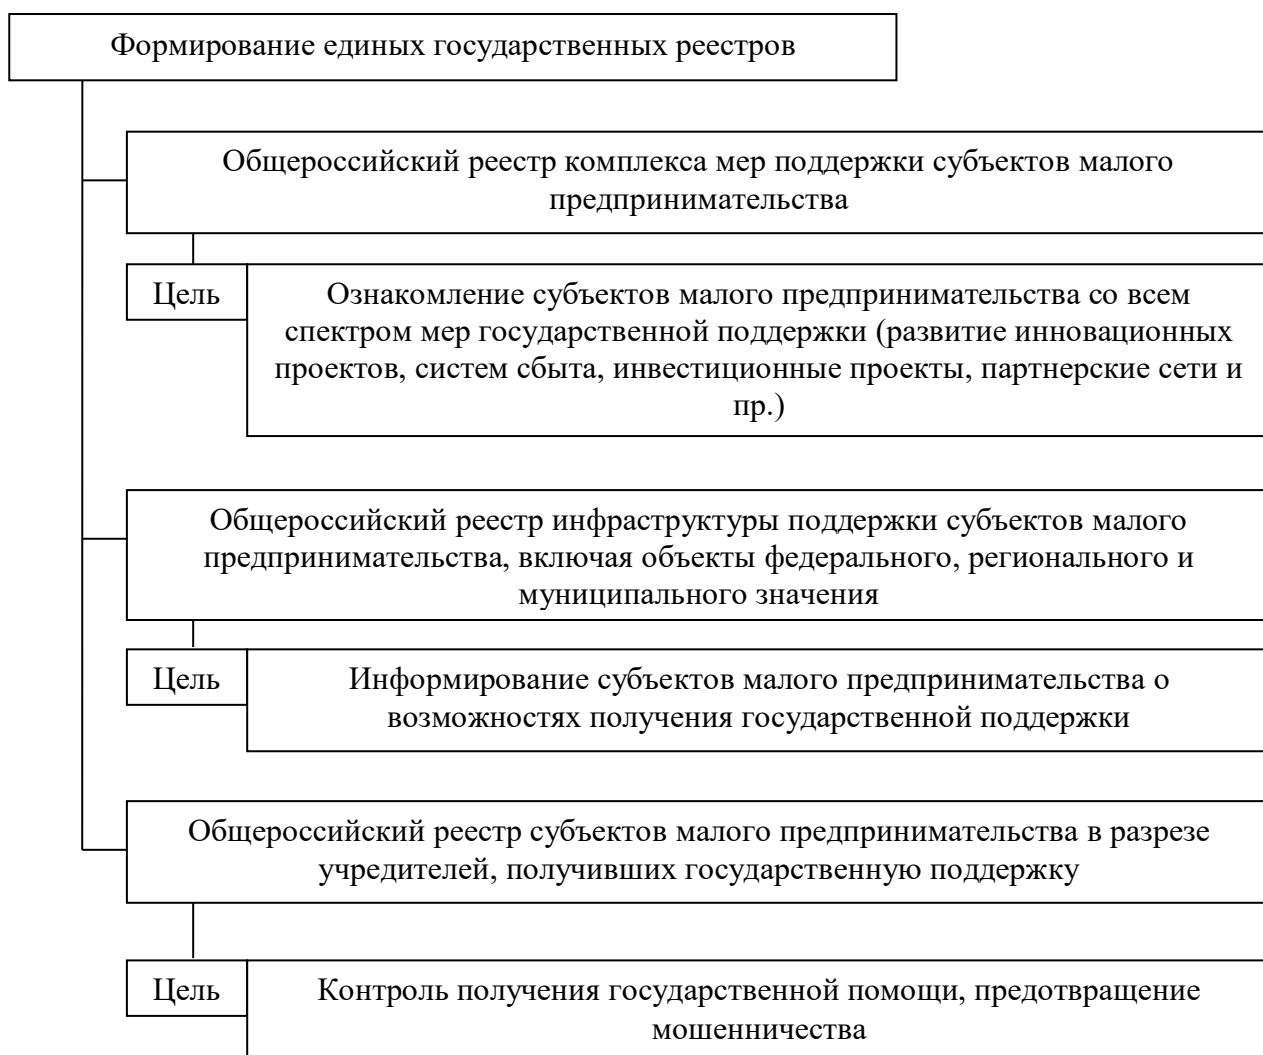 Формирование единых государственных реестров
Общероссийский реестр комплекса мер поддержки субъектов малого
предпринимательства
Цель
Ознакомление субъектов малого предпринимательства со всем
спектром мер государственной поддержки (развитие инновационных
проектов, систем сбыта, инвестиционные проекты, партнерские сети и
пр.)
Общероссийский реестр инфраструктуры поддержки субъектов малого
предпринимательства, включая объекты федерального, регионального и
муниципального значения
Цель
Информирование субъектов малого предпринимательства о
возможностях получения государственной поддержки
Общероссийский реестр субъектов малого предпринимательства в разрезе
учредителей, получивших государственную поддержку
Цель
Контроль получения государственной помощи, предотвращение
мошенничества